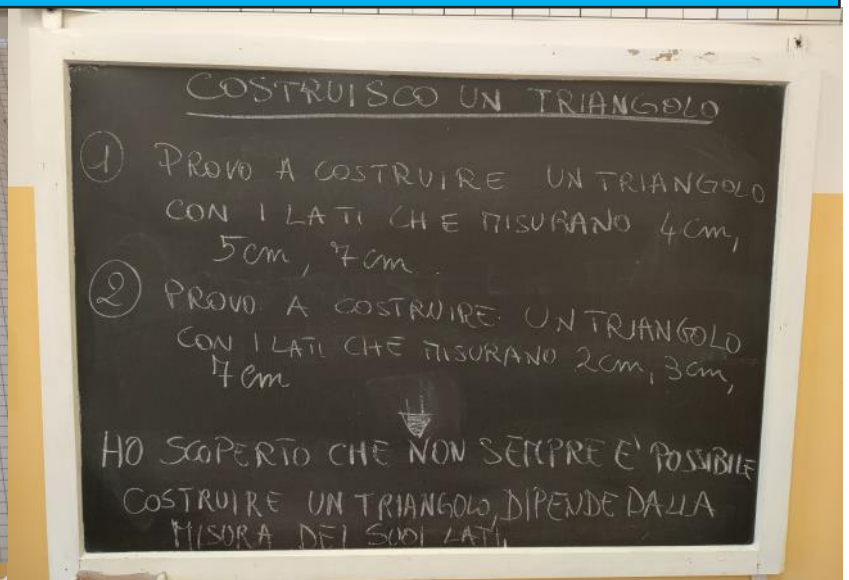 COSTRUISCO UN TRIANGOLO
1 PROVO A COSTRUIRE UN TRIANGOLO
CON I LATI CHE MISURANO 4cm,
5cm, 7cm.
2 PROVO A COSTRUIRE UN TRIANGOLO
CON I LATI CHE MISURANO 2cm, 3cm,
7cm
HO SCOPERTO CHE NON SEMPRE E' POSSIBILE
COSTRUIRE UN TRIANGOLO, DIPENDE DALLA
MISURA DEI SUOI LATI.